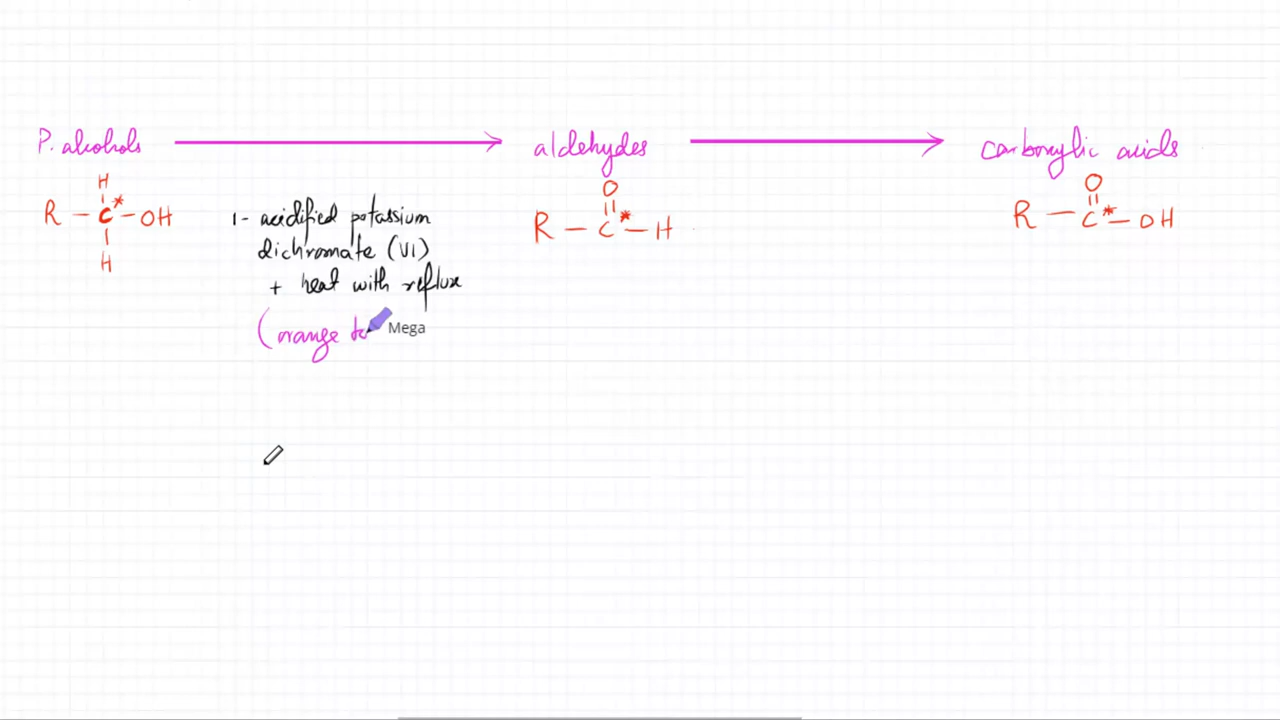 P. alcohols
aldehydes
carboxylic acids
H
R - C* - OH
H
1- acidified potassium
dichromate (VI)
+ heat with reflux
(orange to
Mega
O
R - C* - H
O
R - C* - OH